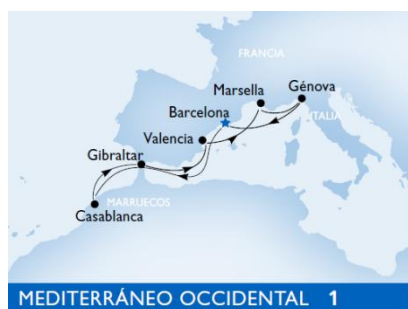 FRANCIA
Marsella
Génova
Barcelona
ITALIA
Valencia
Gibraltar
MARRUECOS
Casablanca
MEDITERRÁNEO OCCIDENTAL 1